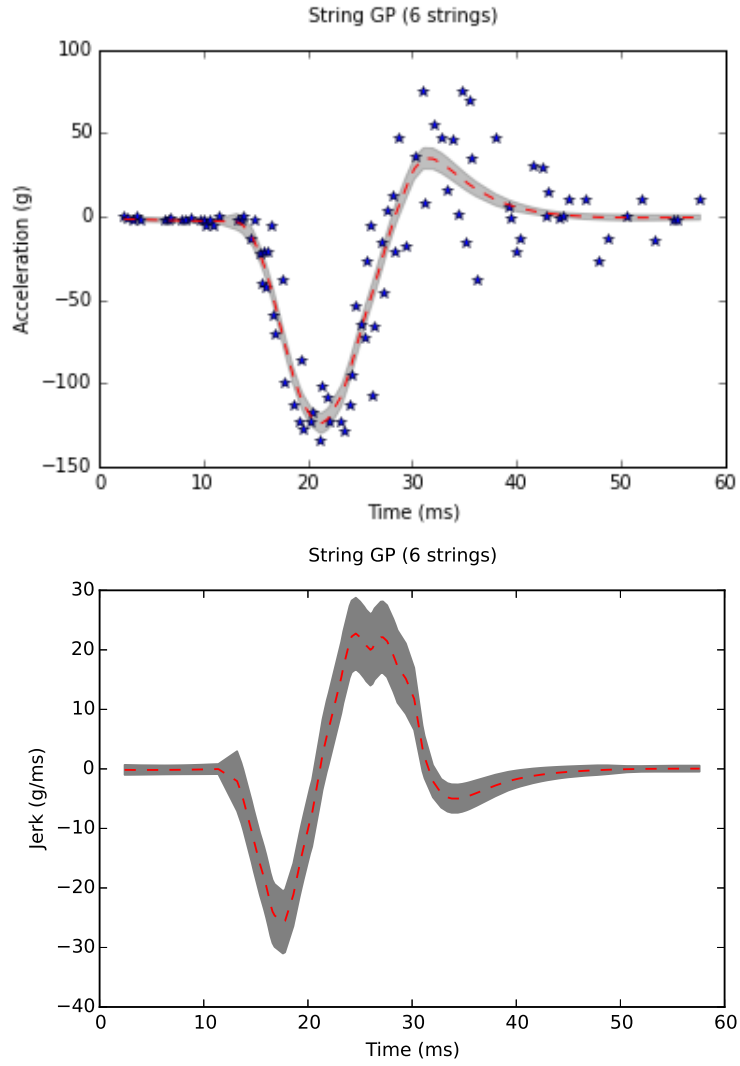 String GP (6 strings)
100
50
0
−50
−100
−150
Acceleration (g)
0 10 20 30 40 50 60
Time (ms)
String GP (6 strings)
30
20
10
0
−10
−20
−30
−40
Jerk (g/ms)
0 10 20 30 40 50 60
Time (ms)